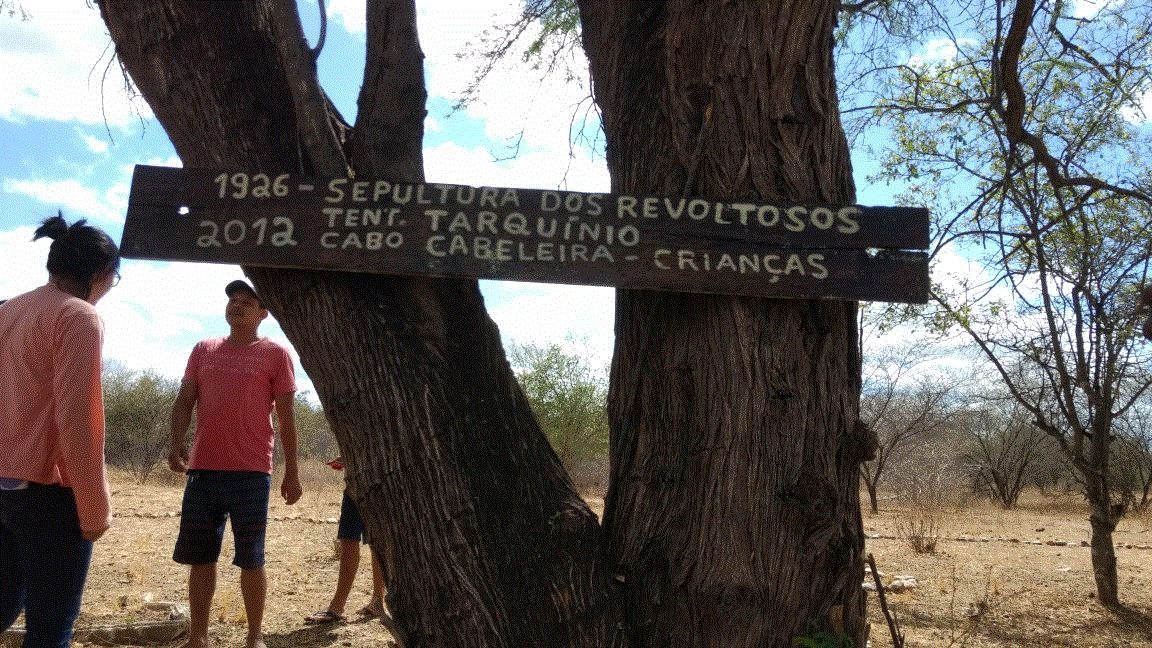 1926 - SEPULTURA DOS REVOLTOSOS
2012 TENT. TARQUÍNIO
CABO CABELEIRA - CRIANÇAS